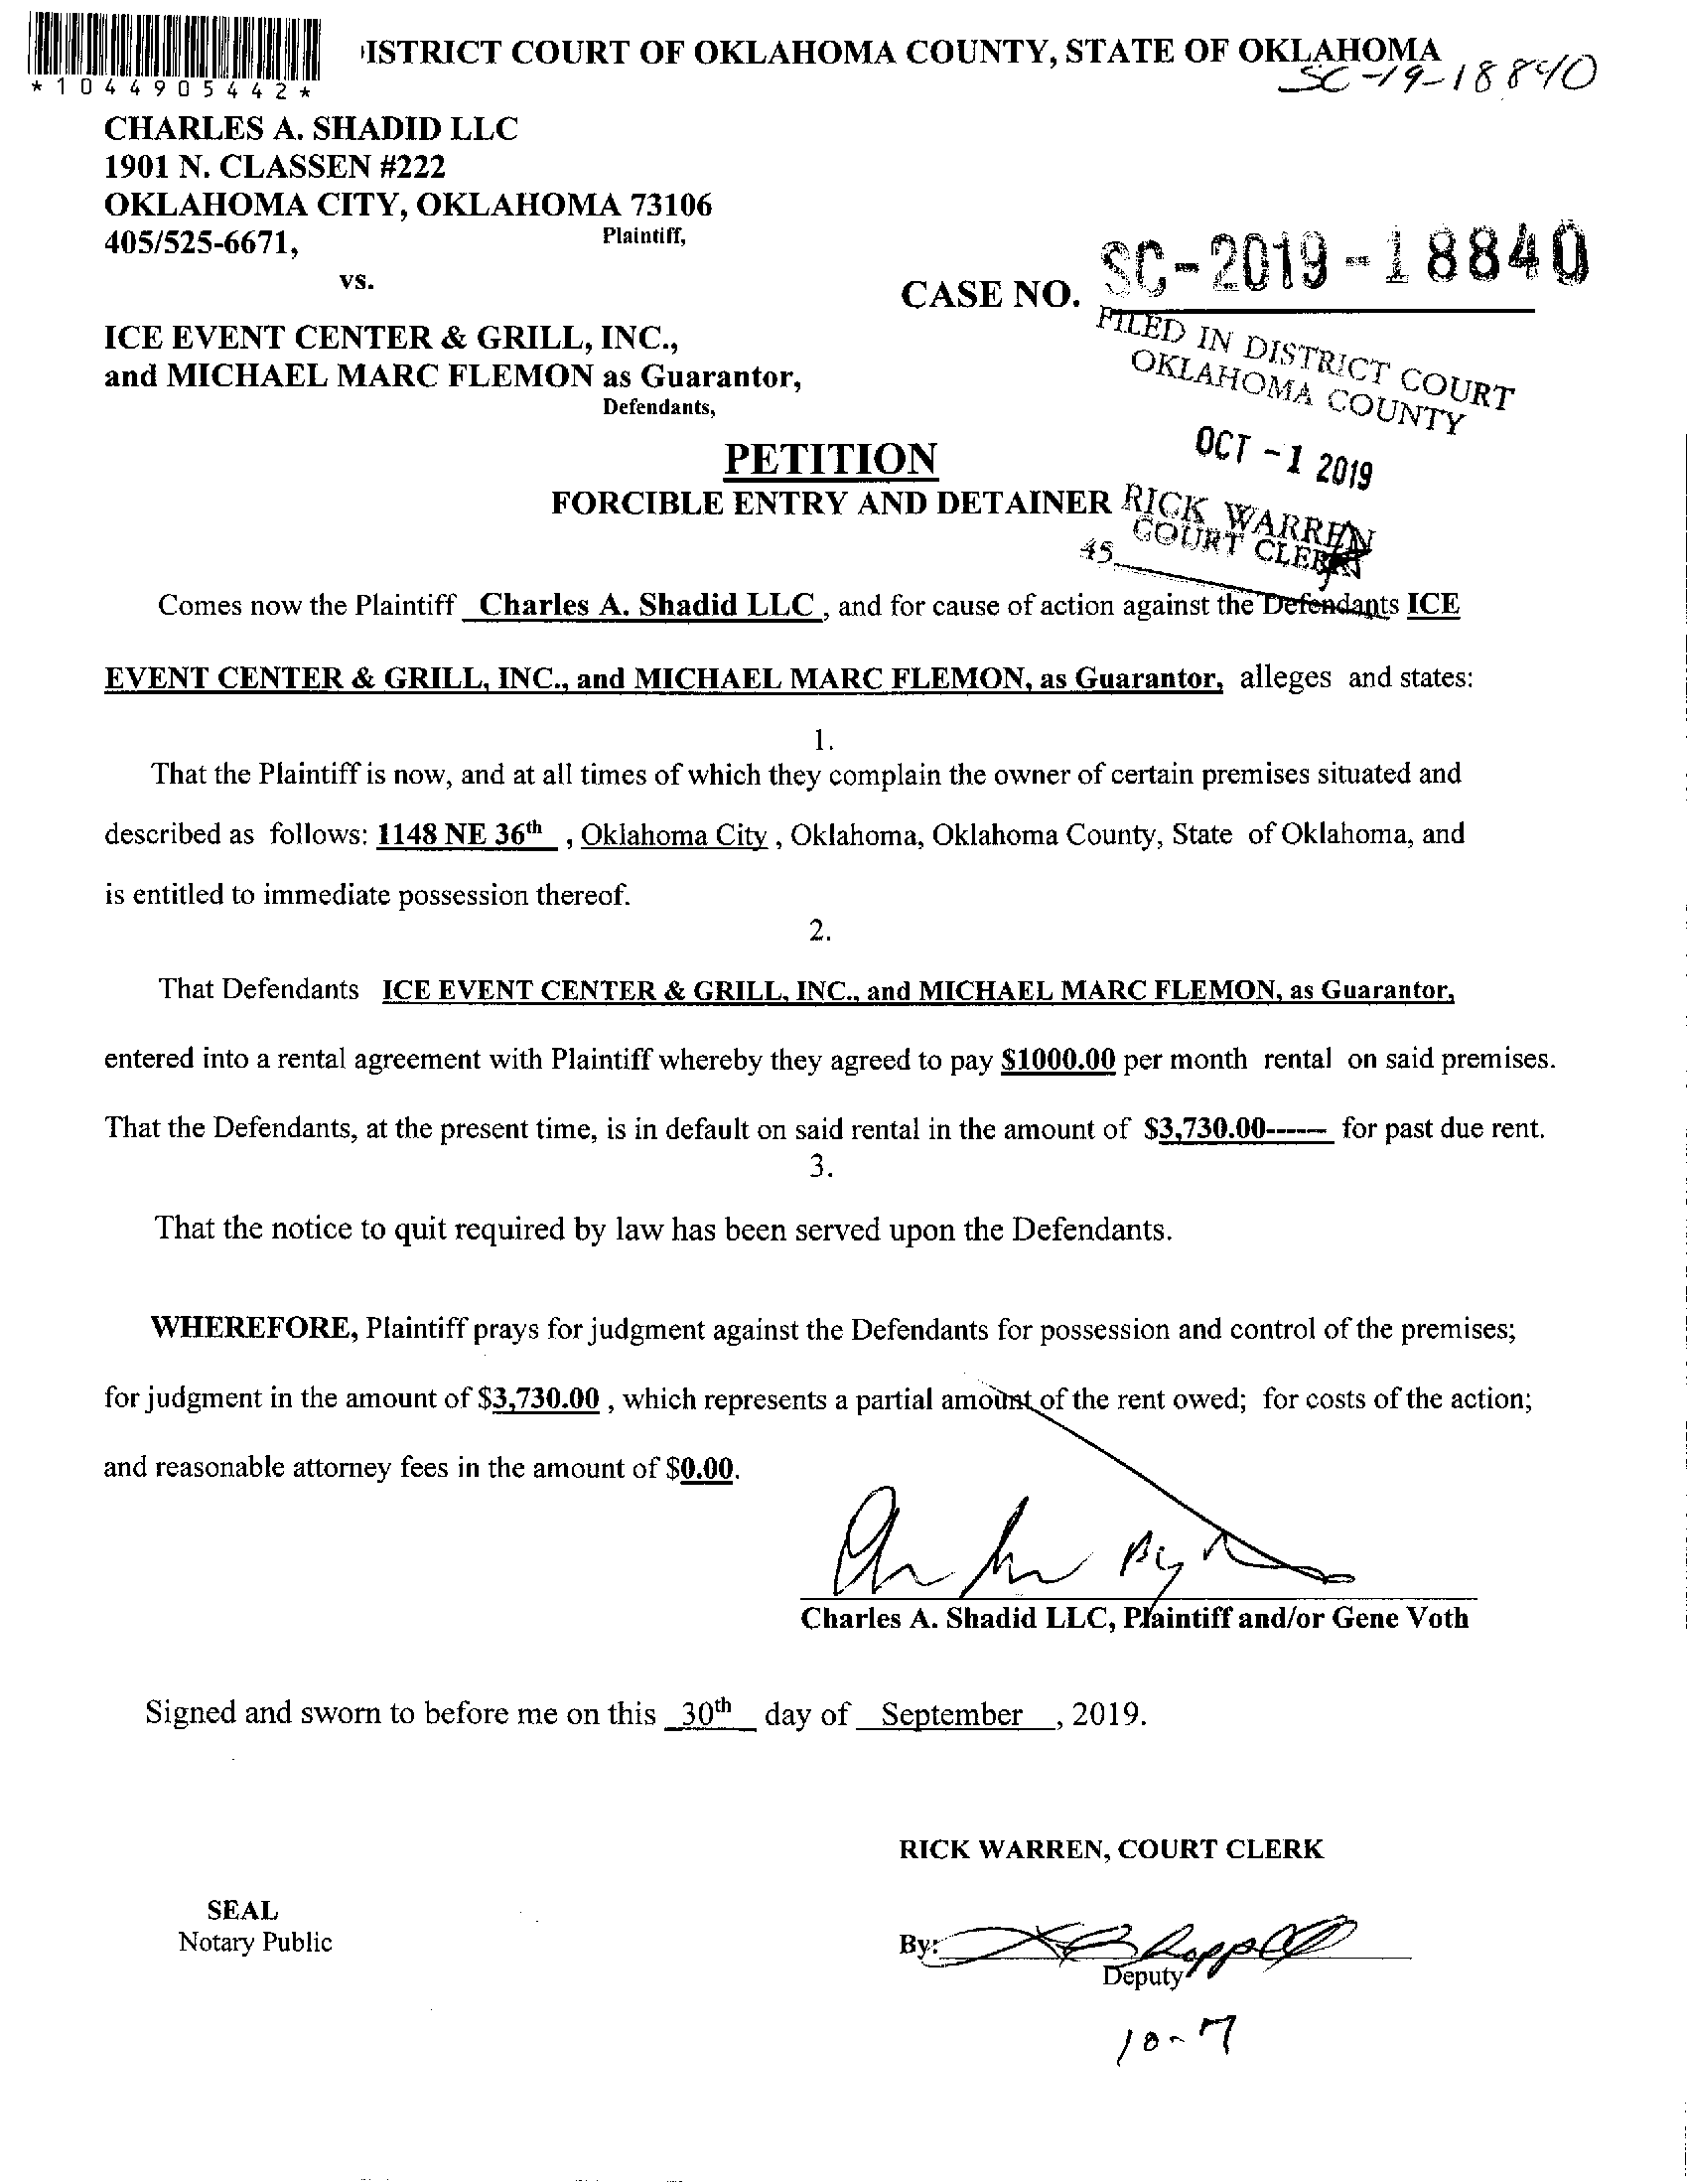 ISTRICT COURT OF OKLAHOMA COUNTY, STATE OF OKLAHOMA
SC-19-18840
*1044905442*
CHARLES A. SHADID LLC
1901 N. CLASSEN #222
OKLAHOMA CITY, OKLAHOMA 73106
405/525-6671, Plaintiff,
vs.
CASE NO. SC-2019-18840
ICE EVENT CENTER & GRILL, INC.,
and MICHAEL MARC FLEMON as Guarantor,
Defendants,
FILED IN DISTRICT COURT
OKLAHOMA COUNTY
OCT -1 2019
RICK WARREN
COURT CLERK
45
PETITION
FORCIBLE ENTRY AND DETAINER
Comes now the Plaintiff Charles A. Shadid LLC , and for cause of action against the Defendants ICE
EVENT CENTER & GRILL, INC., and MICHAEL MARC FLEMON, as Guarantor, alleges and states:
1.
That the Plaintiff is now, and at all times of which they complain the owner of certain premises situated and
described as follows: 1148 NE 36th , Oklahoma City , Oklahoma, Oklahoma County, State of Oklahoma, and
is entitled to immediate possession thereof.
2.
That Defendants ICE EVENT CENTER & GRILL, INC., and MICHAEL MARC FLEMON, as Guarantor,
entered into a rental agreement with Plaintiff whereby they agreed to pay $1000.00 per month rental on said premises.
That the Defendants, at the present time, is in default on said rental in the amount of $3,730.00------ for past due rent.
3.
That the notice to quit required by law has been served upon the Defendants.
WHEREFORE, Plaintiff prays for judgment against the Defendants for possession and control of the premises;
for judgment in the amount of $3,730.00 , which represents a partial amount of the rent owed; for costs of the action;
and reasonable attorney fees in the amount of $0.00.
By
Charles A. Shadid LLC, Plaintiff and/or Gene Voth
Signed and sworn to before me on this 30th day of September , 2019.
RICK WARREN, COURT CLERK
SEAL
Notary Public
By:
Deputy
10-7